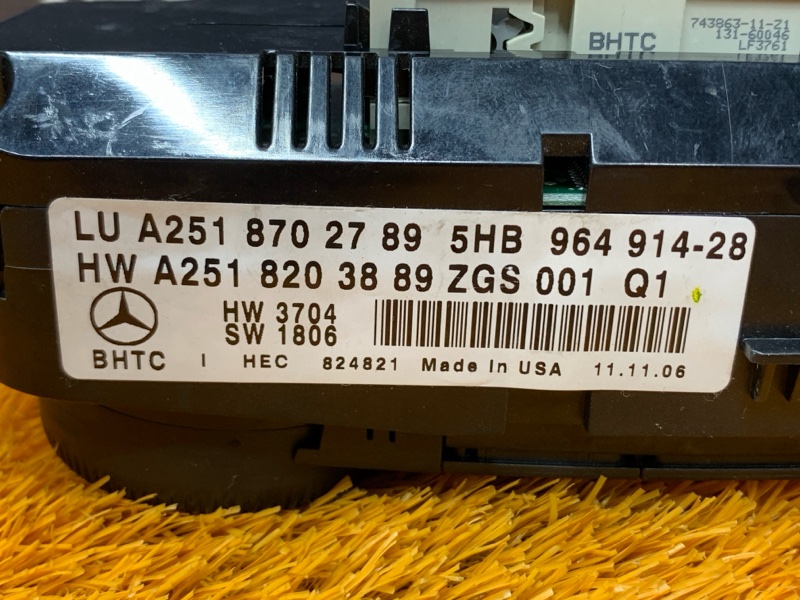 743863-11-Z1
131-60046
BHTC LF3761
LU A251 870 27 89 5HB 964 914-28
HW A251 820 38 89 ZGS 001 Q1
HW 3704
SW 1806
BHTC I HEC 824821 Made In USA 11.11.06